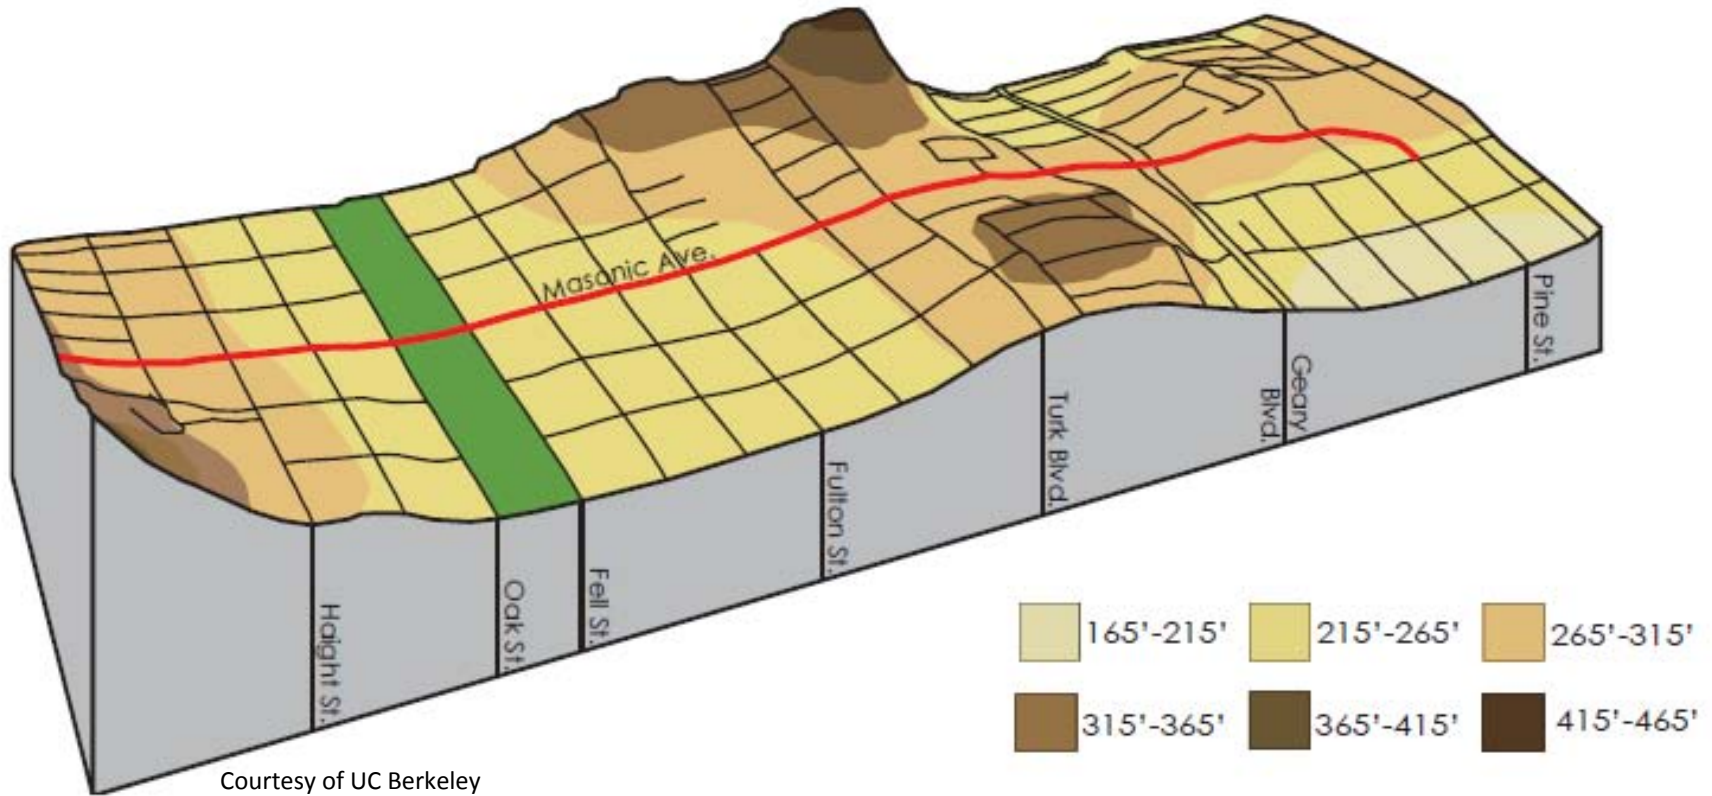 Masonic Ave.
Haight St.
Oak St.
Fell St.
Fulton St.
Turk Blvd.
Geary
Blvd.
Pine St.
165'-215'
215'-265'
265'-315'
315'-365'
365'-415'
415'-465'
Courtesy of UC Berkeley